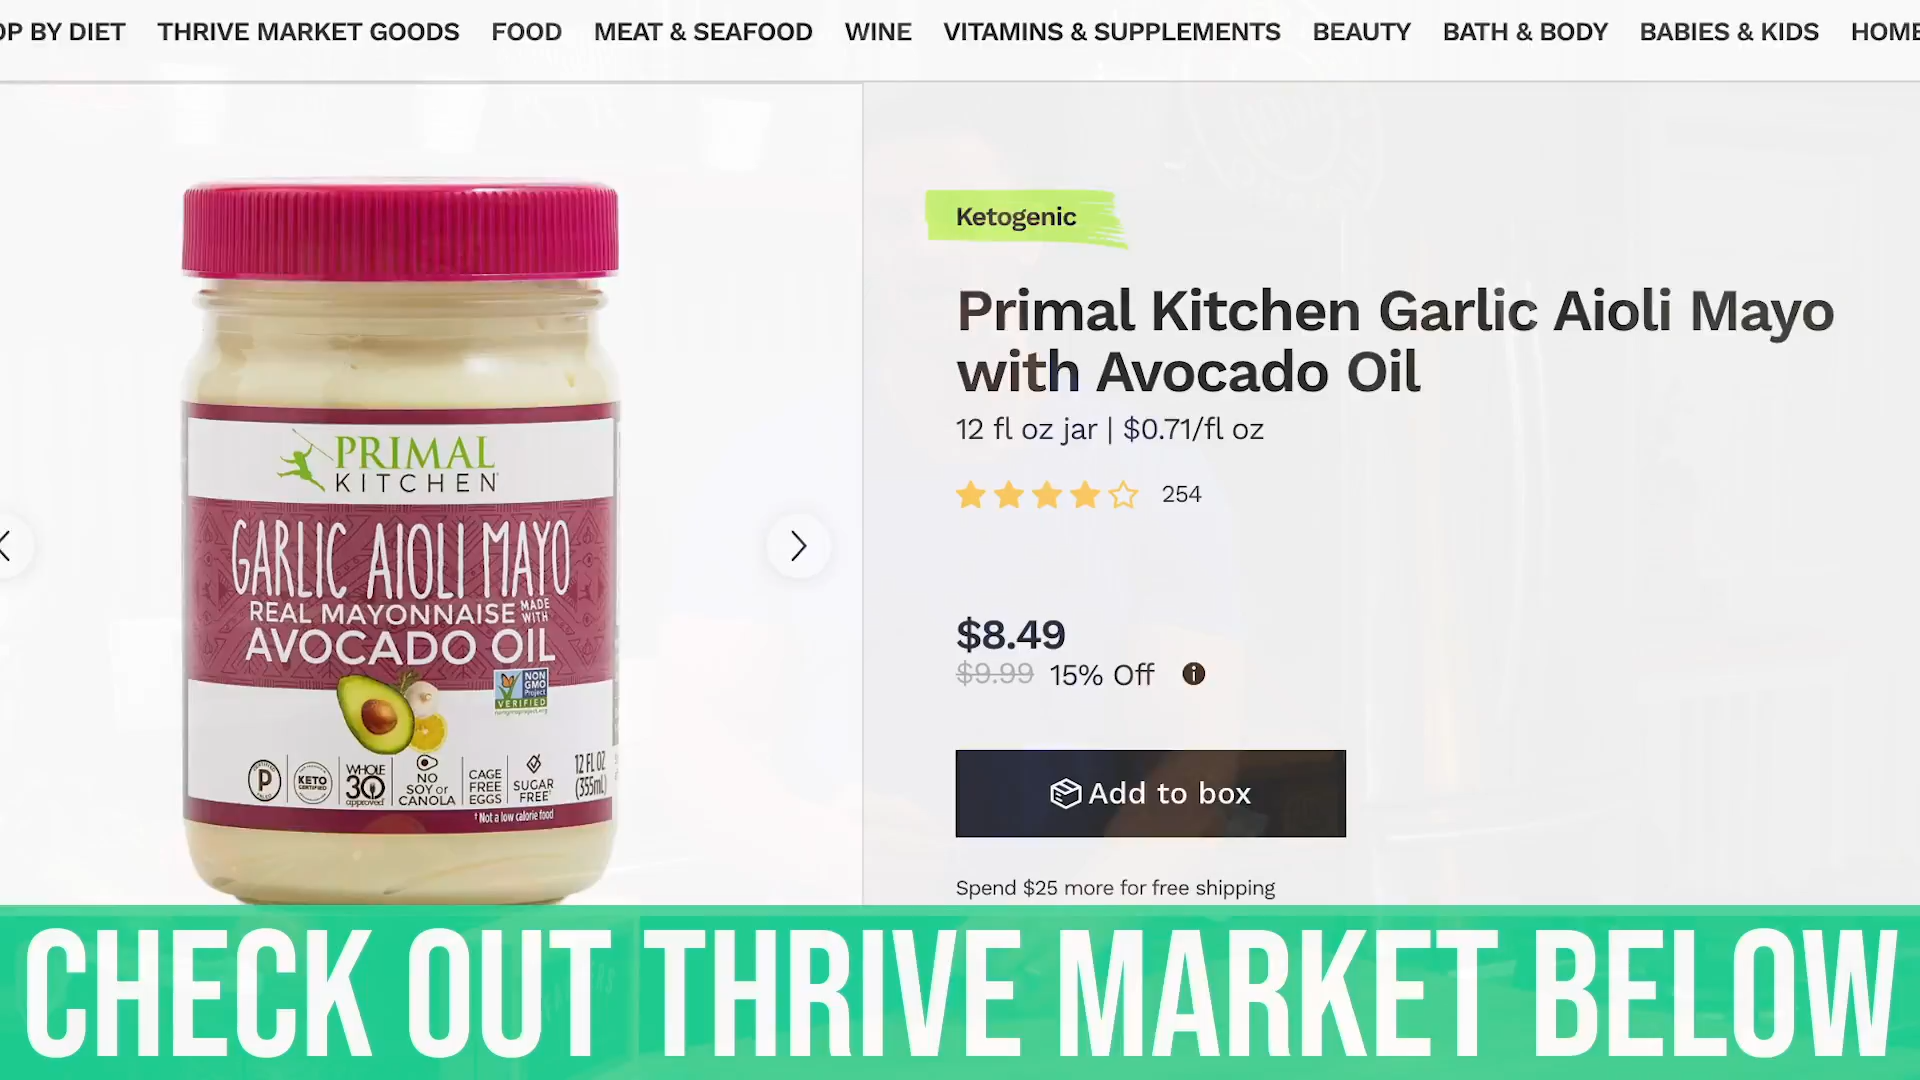 OP BY DIET THRIVE MARKET GOODS FOOD MEAT & SEAFOOD WINE VITAMINS & SUPPLEMENTS BEAUTY BATH & BODY BABIES & KIDS HOME
Ketogenic
Primal Kitchen Garlic Aioli Mayo
with Avocado Oil
12 fl oz jar | $0.71/fl oz
254
$8.49
$9.99 15% Off
Add to box
Spend $25 more for free shipping
PRIMAL
KITCHEN
GARLIC AIOLI MAYO
REAL MAYONNAISE MADE WITH
AVOCADO OIL
NON
GMO
Project
VERIFIED
nongmoproject.org
P
KETO
CERTIFIED
WHOLE
30
approved
NO
SOY or
CANOLA
CAGE
FREE
EGGS
SUGAR
FREE†
12 FL OZ
(355mL)
† Not a low calorie food
CHECK OUT THRIVE MARKET BELOW